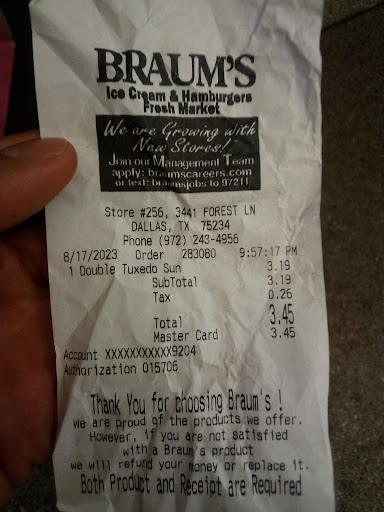 BRAUM'S
Ice Cream & Hamburgers
Fresh Market
We are Growing with
New Stores!
Join our Management Team
apply: braumscareers.com
or text: braumsjobs to 97211
Store #256, 3441 FOREST LN
DALLAS, TX 75234
Phone (972) 243-4956
8/17/2023 Order 283080 9:57:17 PM
1 Double Tuxedo Sun 3.19
SubTotal 3.19
Tax 0.26
Total 3.45
Master Card 3.45
Account XXXXXXXXXXX9204
Authorization 015706
Thank You for choosing Braum's !
We are proud of the products we offer.
However, if you are not satisfied
with a Braum's product
we will refund your money or replace it.
Both Product and Receipt are Required